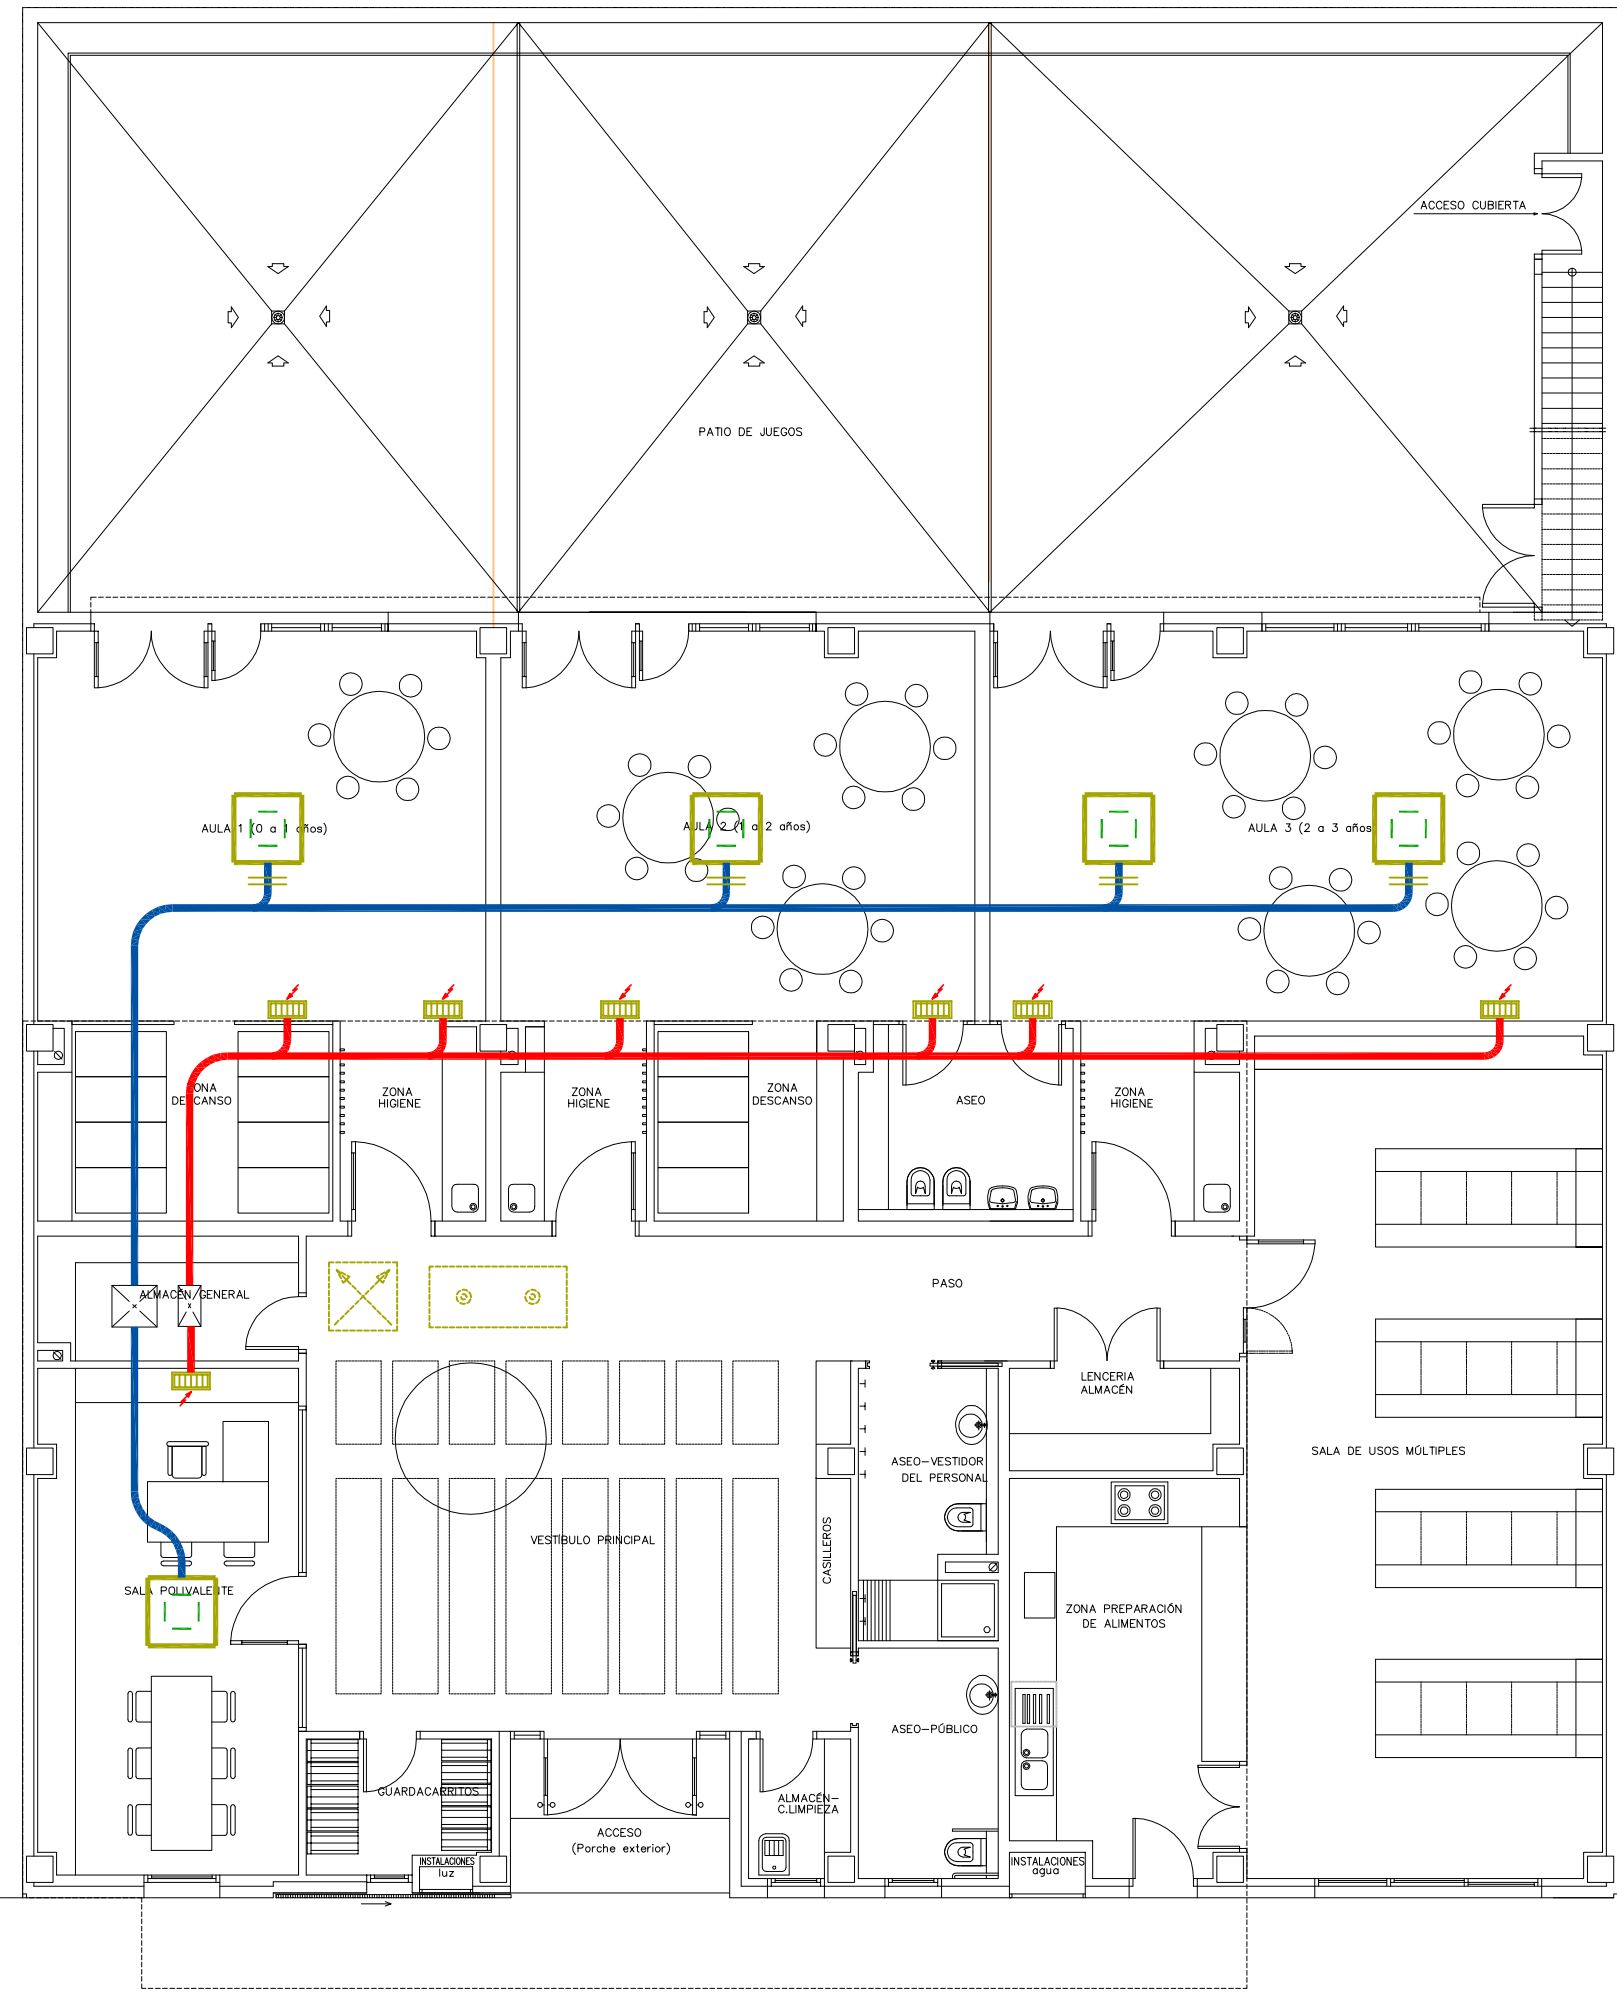 ACCESO CUBIERTA
PATIO DE JUEGOS
AULA 1 (0 a 1 años)
AULA 2 (1 a 2 años)
AULA 3 (2 a 3 años
ZONA
DESCANSO
ZONA
HIGIENE
ZONA
HIGIENE
ZONA
DESCANSO
ASEO
ZONA
HIGIENE
ALMACÉN GENERAL
PASO
LENCERIA
ALMACÉN
SALA DE USOS MÚLTIPLES
ASEO-VESTIDOR
DEL PERSONAL
VESTÍBULO PRINCIPAL
CASILLEROS
SALA POLIVALENTE
ZONA PREPARACIÓN
DE ALIMENTOS
ASEO-PÚBLICO
GUARDACARRITOS
ALMACÉN-
C.LIMPIEZA
ACCESO
(Porche exterior)
INSTALACIONES
luz
INSTALACIONES
agua